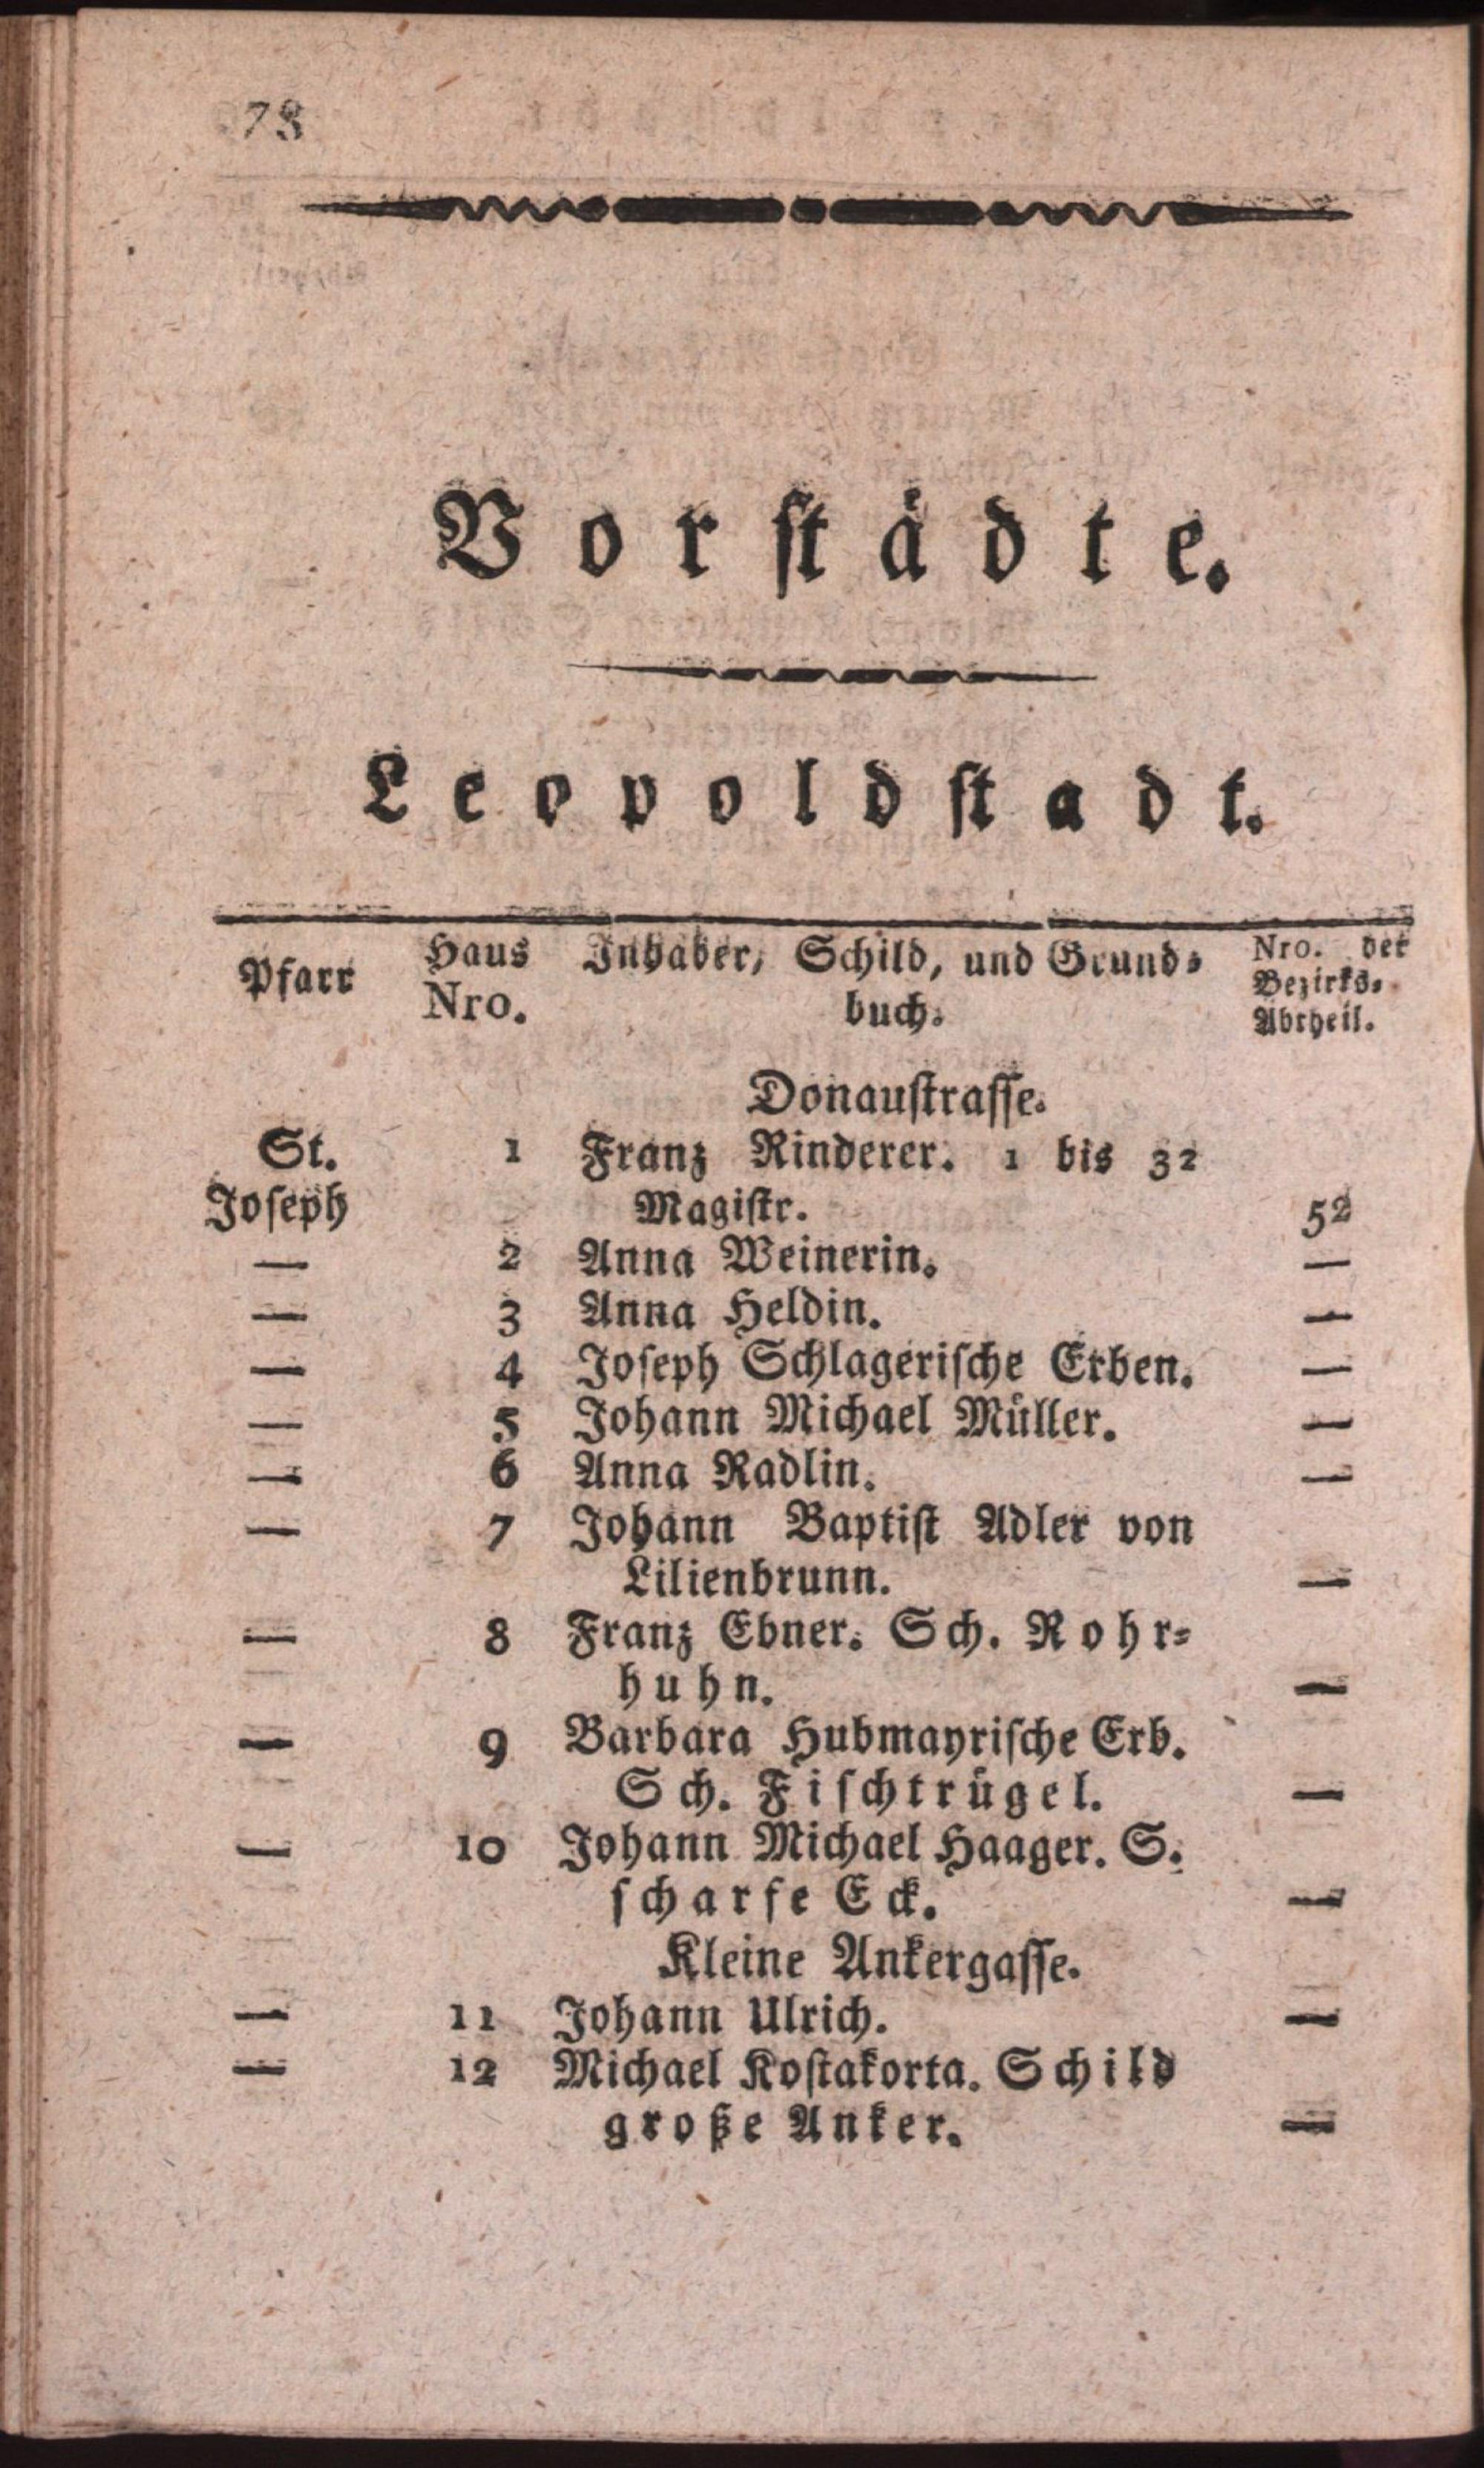 78
Vorstädte.
Leopoldstadt.
Pfarr Haus Nro. Inhaber, Schild, und Grund= buch. Nro. der Bezirks= Abtheil.
Donaustrasse.
St. 1 Franz Rinderer. 1 bis 32
Joseph Magistr. 52
— 2 Anna Weinerin. —
— 3 Anna Heldin. —
— 4 Joseph Schlagerische Erben. —
— 5 Johann Michael Müller. —
— 6 Anna Radlin. —
— 7 Johann Baptist Adler von
Lilienbrunn. —
— 8 Franz Ebner. Sch. Rohr=
huhn. —
— 9 Barbara Hubmayrische Erb.
Sch. Fischtrügel. —
— 10 Johann Michael Haager. S.
scharfe Eck. —
Kleine Ankergasse.
— 11 Johann Ulrich. —
— 12 Michael Kostakorta. Schild
große Anker. —